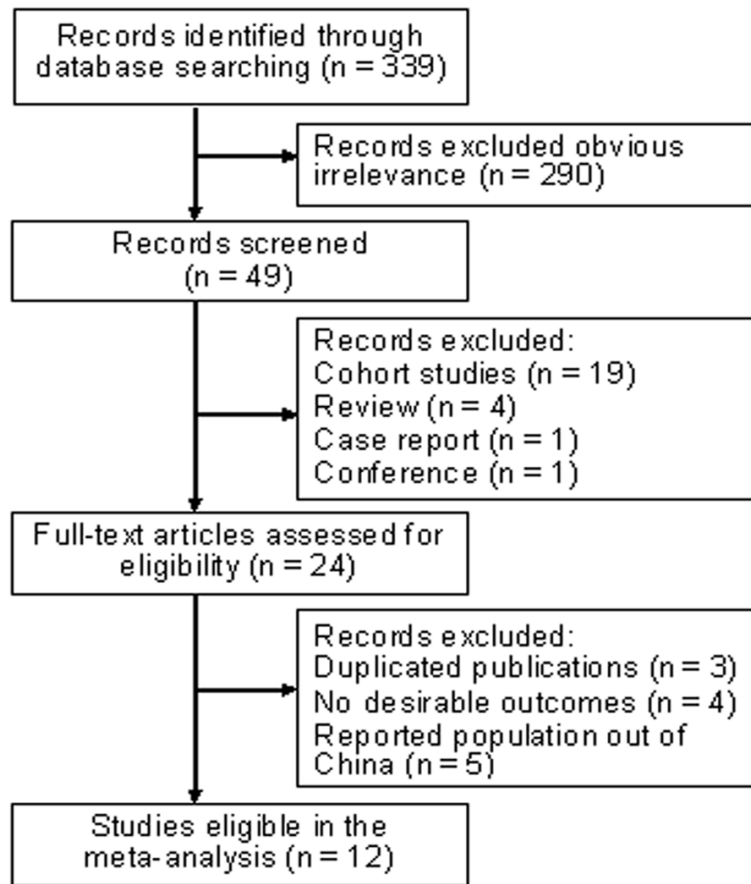 Records identified through
database searching (n = 339)
Records excluded obvious
irrelevance (n = 290)
Records screened
(n = 49)
Records excluded:
Cohort studies (n = 19)
Review (n = 4)
Case report (n = 1)
Conference (n = 1)
Full-text articles assessed for
eligibility (n = 24)
Records excluded:
Duplicated publications (n = 3)
No desirable outcomes (n = 4)
Reported population out of
China (n = 5)
Studies eligible in the
meta-analysis (n = 12)